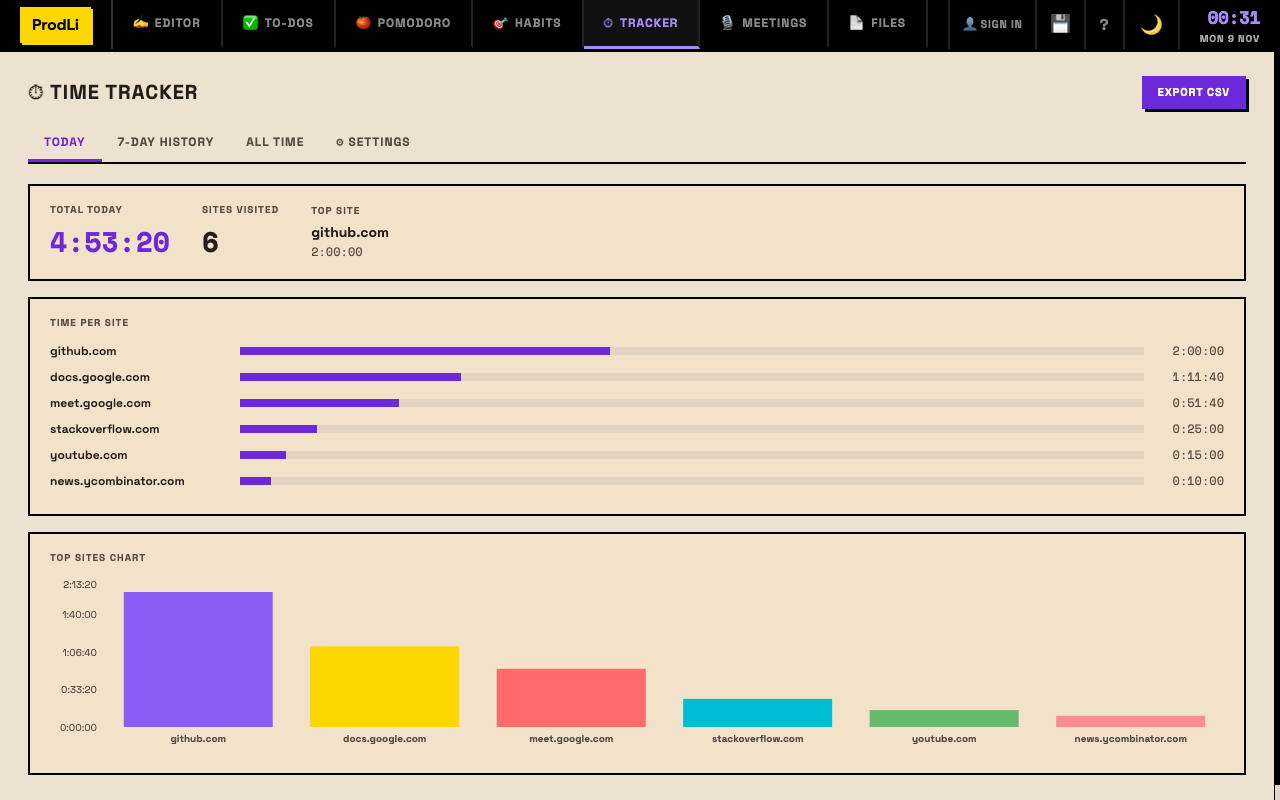 ProdLi
✍️ EDITOR
✅ TO-DOS
🍅 POMODORO
🎯 HABITS
⏱ TRACKER
🎙️ MEETINGS
📄 FILES
👤 SIGN IN
💾
?
🌙
00:31
MON 9 NOV
⏱ TIME TRACKER
EXPORT CSV
TODAY
7-DAY HISTORY
ALL TIME
⚙ SETTINGS
TOTAL TODAY
4:53:20
SITES VISITED
6
TOP SITE
github.com
2:00:00
TIME PER SITE
github.com 2:00:00
docs.google.com 1:11:40
meet.google.com 0:51:40
stackoverflow.com 0:25:00
youtube.com 0:15:00
news.ycombinator.com 0:10:00
TOP SITES CHART
2:13:20
1:40:00
1:06:40
0:33:20
0:00:00
github.com
docs.google.com
meet.google.com
stackoverflow.com
youtube.com
news.ycombinator.com